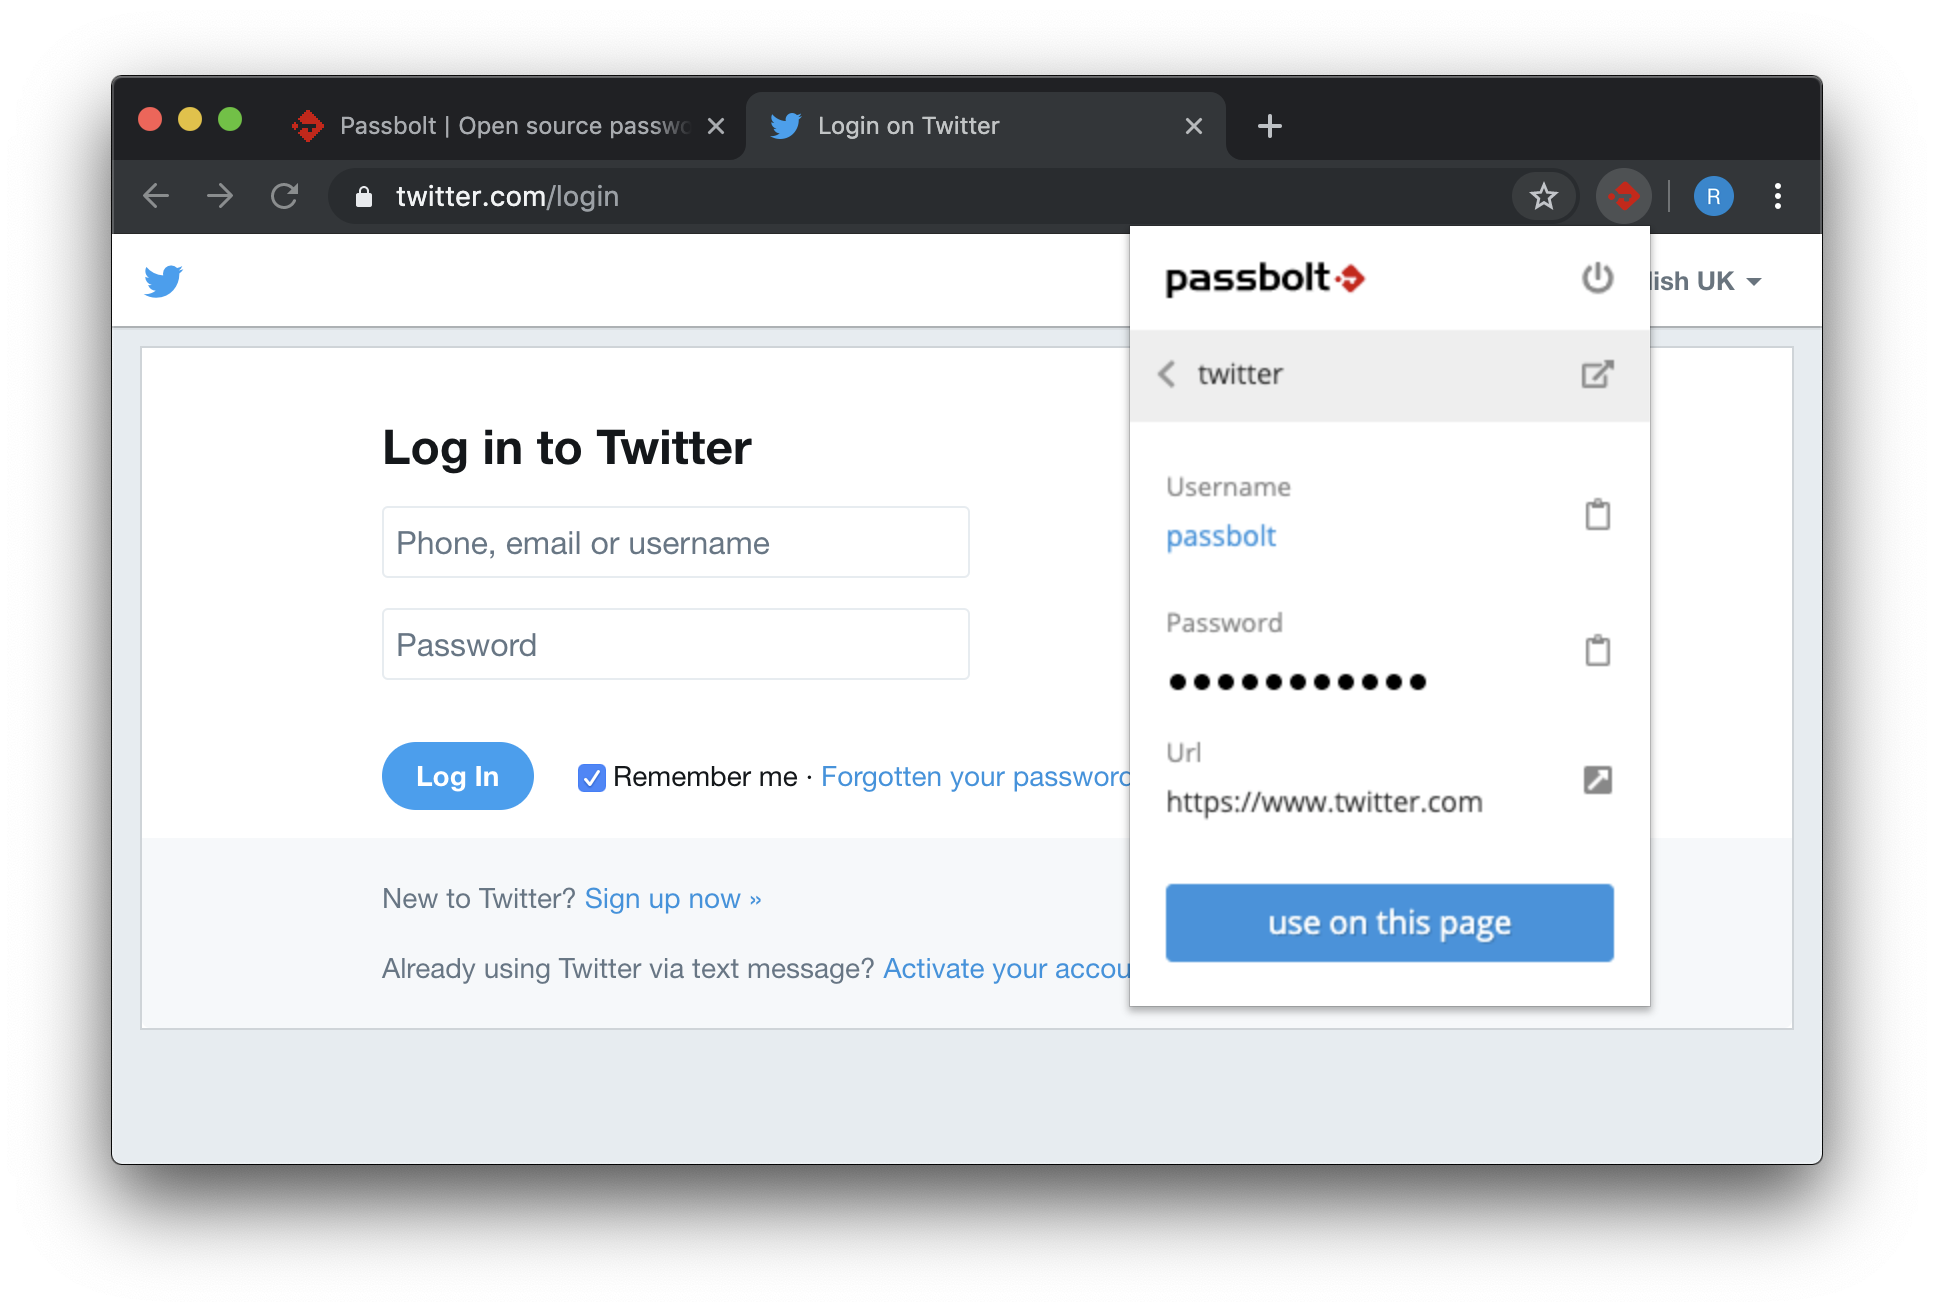 Passbolt | Open source passwo
Login on Twitter
twitter.com/login
R
passbolt
lish UK
twitter
Log in to Twitter
Phone, email or username
Password
Log In
Remember me · Forgotten your password
New to Twitter? Sign up now »
Already using Twitter via text message? Activate your accou
Username
passbolt
Password
Url
https://www.twitter.com
use on this page